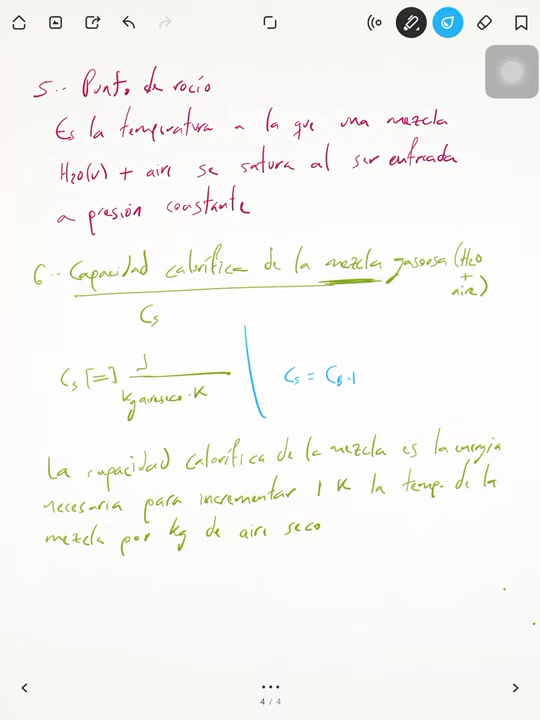 5.- Punto de rocío
Es la temperatura a la que una mezcla
H2O(v) + aire se satura al ser enfriada
a presión constante
6.- Capacidad calorífica de la mezcla gaseosa (H2O
+
aire)
Cs
Cs [=] J
kg aire seco · K
Cs = CB · 1
La capacidad calorífica de la mezcla es la energia
necesaria para incrementar 1 K la temp. de la
mezcla por kg de aire seco
4 / 4